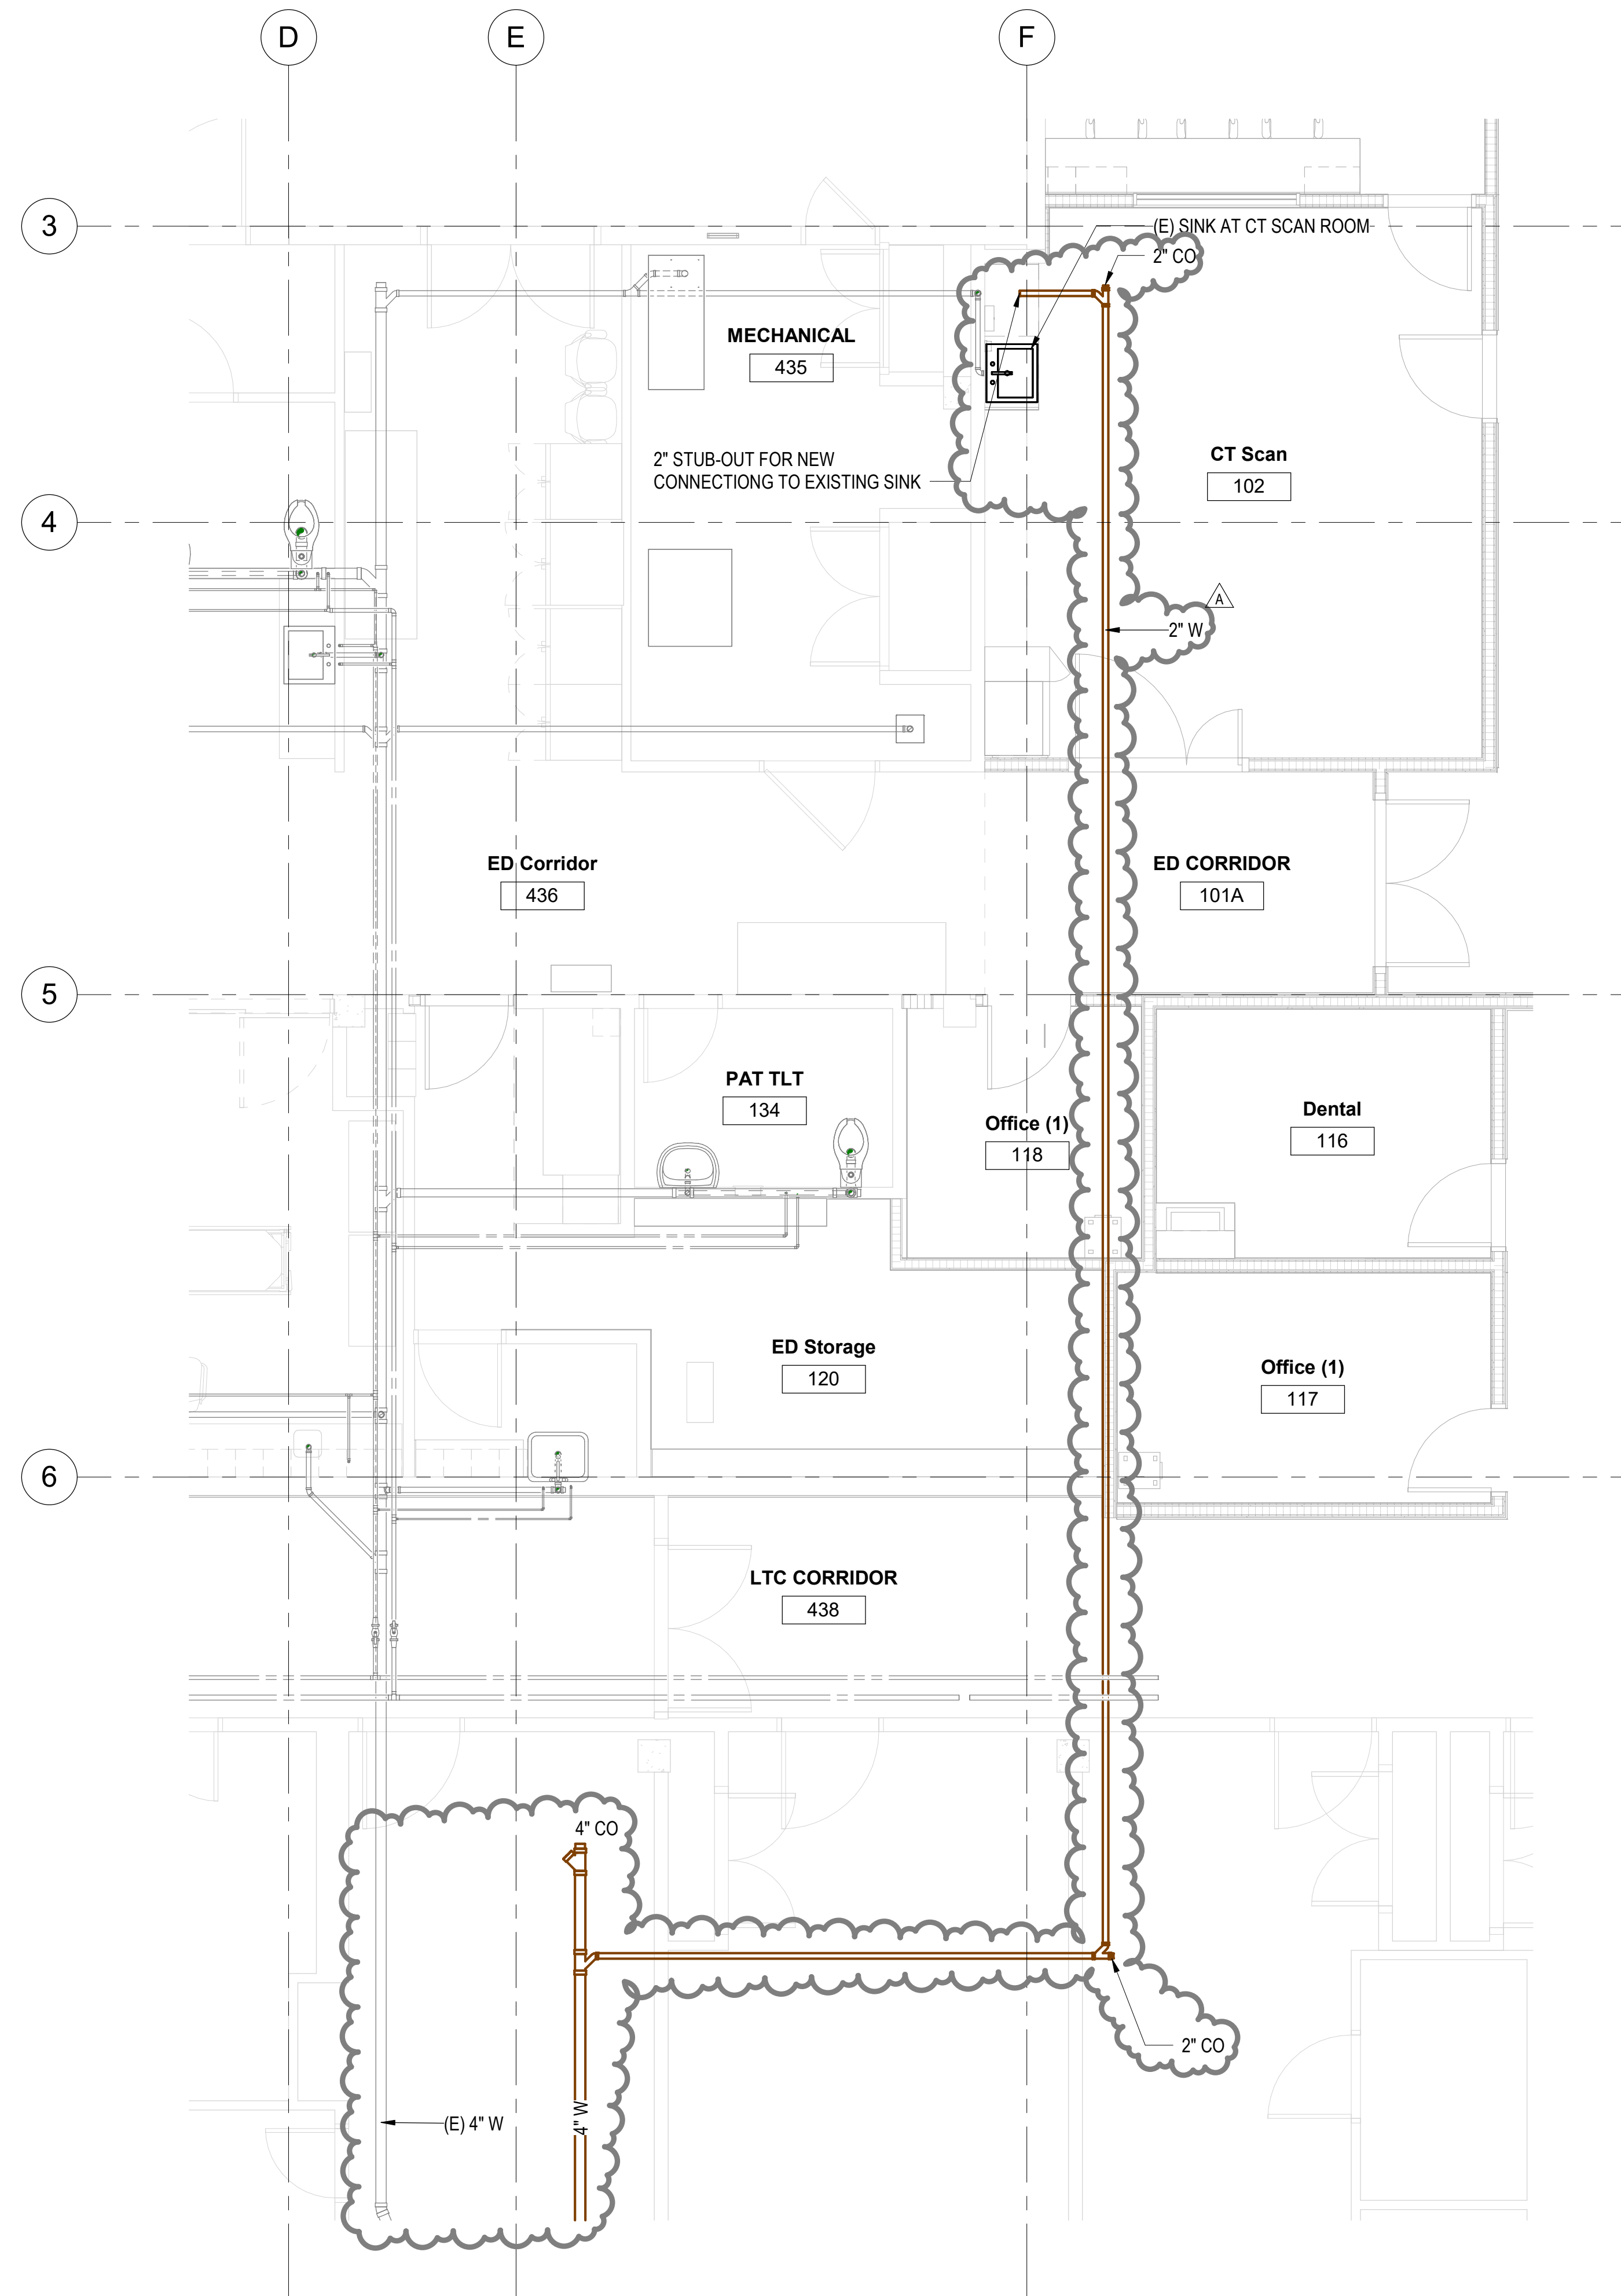 D
E
F
3
(E) SINK AT CT SCAN ROOM
2" CO
MECHANICAL
435
2" STUB-OUT FOR NEW
CONNECTIONG TO EXISTING SINK
CT Scan
102
4
A
2" W
ED Corridor
436
ED CORRIDOR
101A
5
PAT TLT
134
Office (1)
118
Dental
116
ED Storage
120
Office (1)
117
6
LTC CORRIDOR
438
4" CO
2" CO
(E) 4" W
4" W